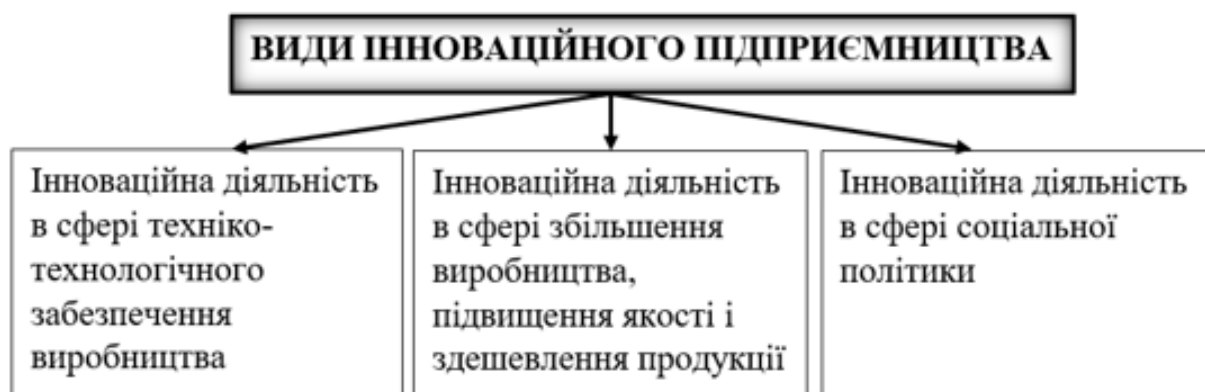 ВИДИ ІННОВАЦІЙНОГО ПІДПРИЄМНИЦТВА
Інноваційна діяльність
в сфері техніко-
технологічного
забезпечення
виробництва
Інноваційна діяльність
в сфері збільшення
виробництва,
підвищення якості і
здешевлення продукції
Інноваційна діяльність
в сфері соціальної
політики